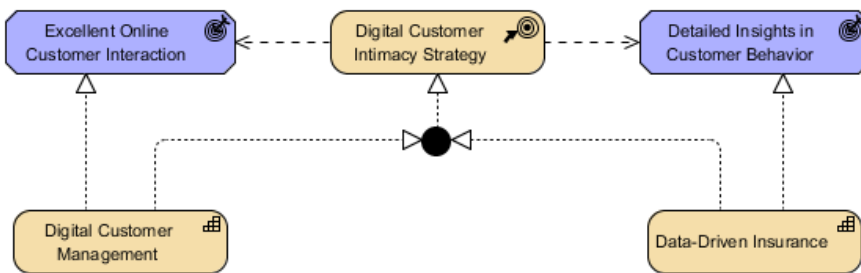 Excellent Online
Customer Interaction
Digital Customer
Intimacy Strategy
Detailed Insights in
Customer Behavior
Digital Customer
Management
Data-Driven Insurance